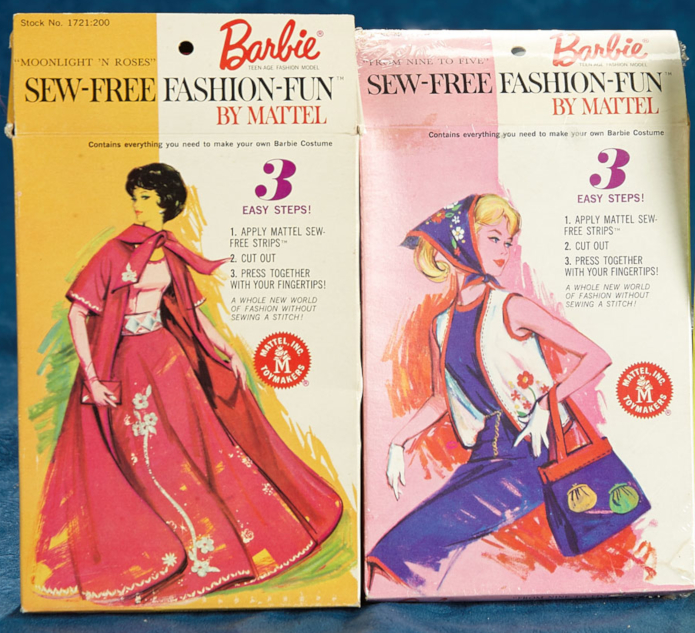 Stock No. 1721:200
Barbie®
TEEN AGE FASHION MODEL
"MOONLIGHT 'N ROSES"
SEW-FREE FASHION-FUN™
BY MATTEL
Contains everything you need to make your own Barbie Costume
3
EASY STEPS!
1. APPLY MATTEL SEW-
FREE STRIPS™
2. CUT OUT
3. PRESS TOGETHER
WITH YOUR FINGERTIPS!
A WHOLE NEW WORLD
OF FASHION WITHOUT
SEWING A STITCH!
MATTEL, INC.
M
TOYMAKERS
®
Barbie®
TEEN AGE FASHION MODEL
"FROM NINE TO FIVE"
SEW-FREE FASHION-FUN™
BY MATTEL
Contains everything you need to make your own Barbie Costume
3
EASY STEPS!
1. APPLY MATTEL SEW-
FREE STRIPS™
2. CUT OUT
3. PRESS TOGETHER
WITH YOUR FINGERTIPS!
A WHOLE NEW WORLD
OF FASHION WITHOUT
SEWING A STITCH!
MATTEL, INC.
M
TOYMAKERS
®